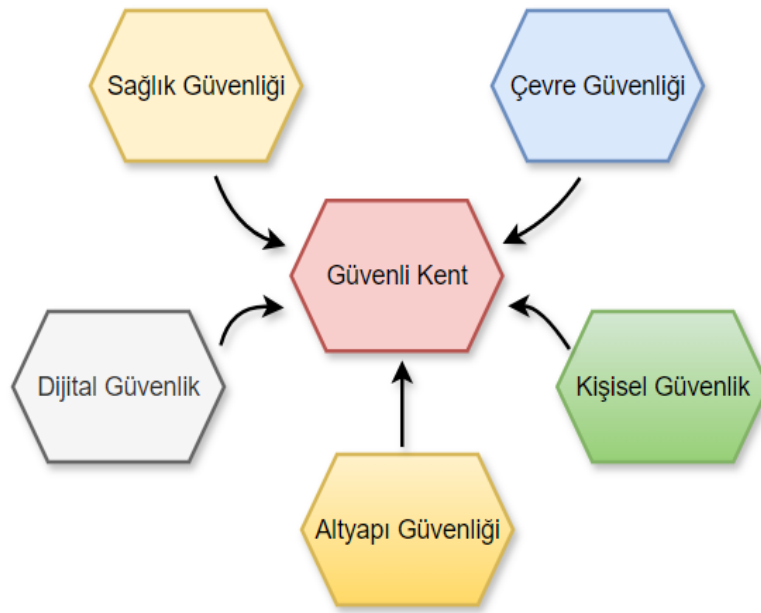 Sağlık Güvenliği
Çevre Güvenliği
Güvenli Kent
Dijital Güvenlik
Kişisel Güvenlik
Altyapı Güvenliği